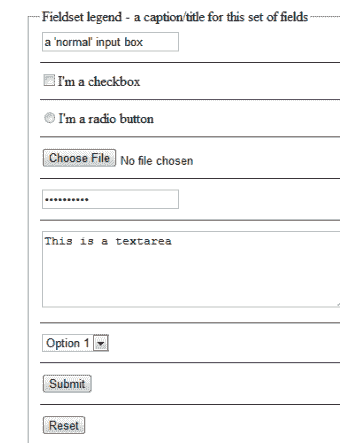 Fieldset legend - a caption/title for this set of fields
a 'normal' input box
I'm a checkbox
I'm a radio button
Choose File No file chosen
••••••••••
This is a textarea
Option 1
Submit
Reset